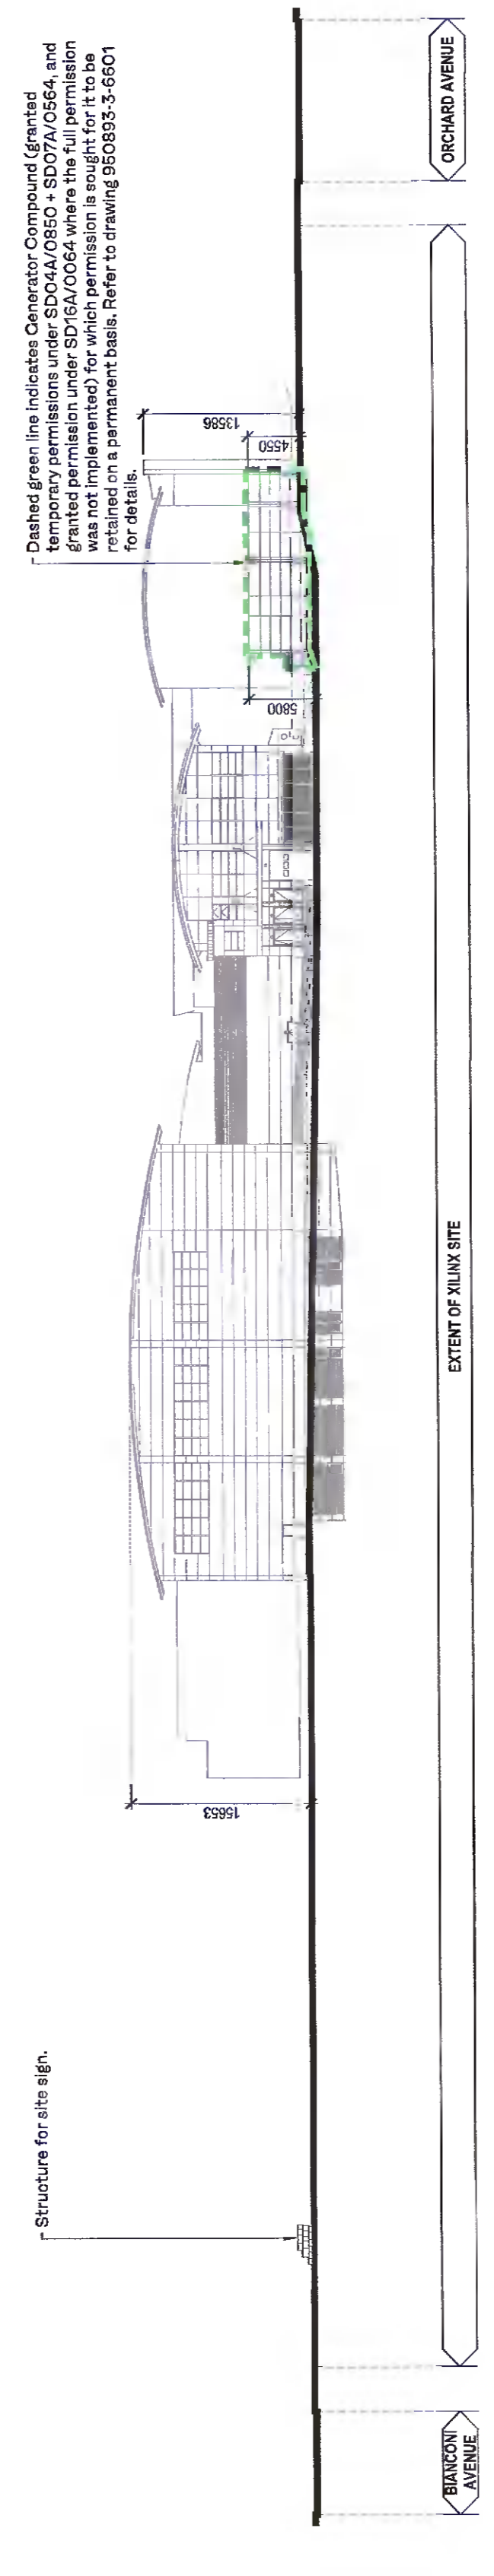 Dashed green line indicates Generator Compound (granted
temporary permissions under SD04A/0850 + SD07A/0564, and
granted permission under SD16A/0064 where the full permission
was not implemented) for which permission is sought for it to be
retained on a permanent basis. Refer to drawing 950893-3-6601
for details.
Structure for site sign.
15653
5800
4550
13586
BIANCONI
AVENUE
EXTENT OF XILINX SITE
ORCHARD AVENUE